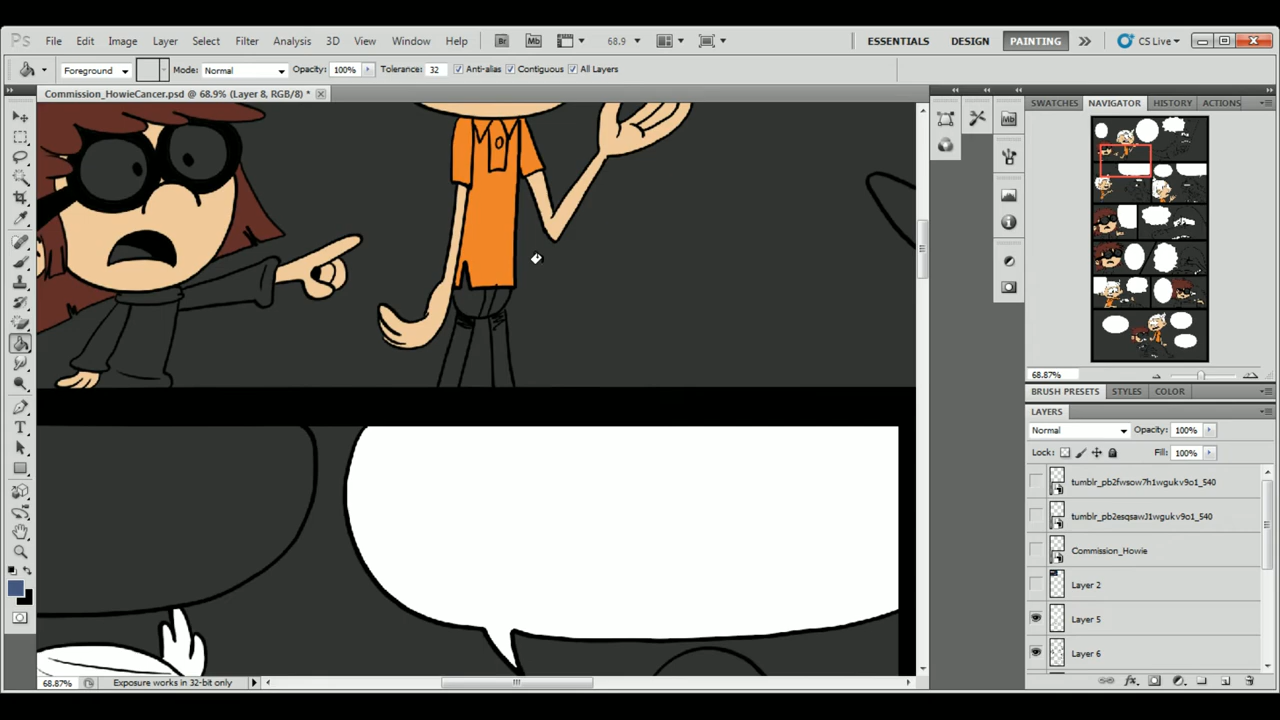 Ps File Edit Image Layer Select Filter Analysis 3D View Window Help Br Mb 68.9 ESSENTIALS DESIGN PAINTING CS Live
Foreground Mode: Normal Opacity: 100% Tolerance: 32 Anti-alias Contiguous All Layers
Commission_HowieCancer.psd @ 68.9% (Layer 8, RGB/8) *
SWATCHES NAVIGATOR HISTORY ACTIONS
Mb
68.87%
BRUSH PRESETS STYLES COLOR
LAYERS
Normal Opacity: 100%
Lock: Fill: 100%
tumblr_pb2fwsow7h1wgukv9o1_540
tumblr_pb2esqsawJ1wgukv9o1_540
Commission_Howie
Layer 2
Layer 5
Layer 6
68.87% Exposure works in 32-bit only